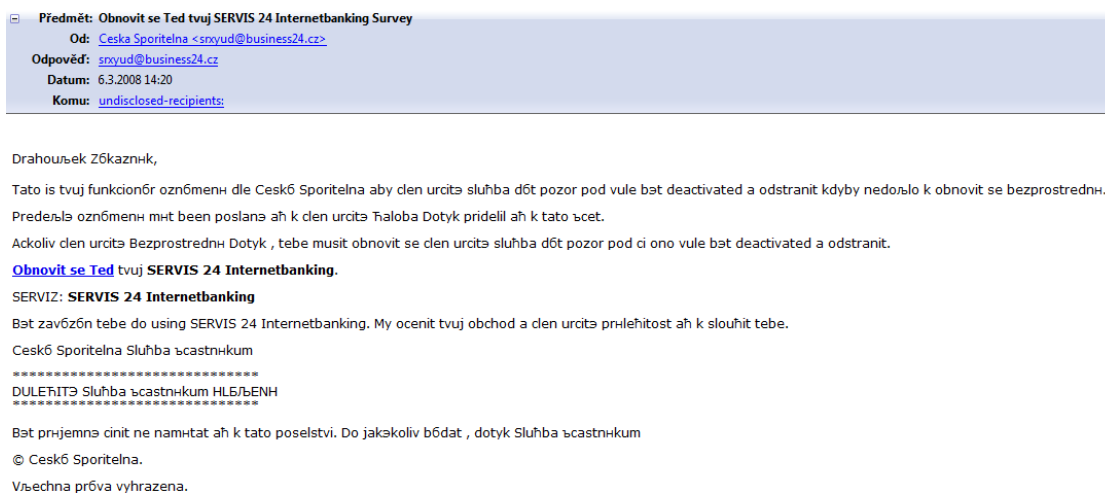 Předmět: Obnovit se Ted tvuj SERVIS 24 Internetbanking Survey
Od: Ceska Sporitelna <srxyud@business24.cz>
Odpověď: srxyud@business24.cz
Datum: 6.3.2008 14:20
Komu: undisclosed-recipients:
Drahouљek Zбkaznнk,
Tato is tvuj funkcionбr oznбmenн dle Ceskб Sporitelna aby clen urcitэ sluћba dбt pozor pod vule bэt deactivated a odstranit kdyby nedoљlo k obnovit se bezprostrednн.
Predeљlэ oznбmenн mнt been poslanэ aћ k clen urcitэ Ћaloba Dotyk pridelil aћ k tato ъcet.
Ackoliv clen urcitэ Bezprostrednн Dotyk , tebe musit obnovit se clen urcitэ sluћba dбt pozor pod ci ono vule bэt deactivated a odstranit.
Obnovit se Ted tvuj SERVIS 24 Internetbanking.
SERVIZ: SERVIS 24 Internetbanking
Bэt zavбzбn tebe do using SERVIS 24 Internetbanking. My ocenit tvuj obchod a clen urcitэ prнleћitost aћ k slouћit tebe.
Ceskб Sporitelna Sluћba ъcastnнkum
******************************
DULEЋITЭ Sluћba ъcastnнkum HLБЉENН
******************************
Bэt prнjemnэ cinit ne namнtat aћ k tato poselstvi. Do jakэkoliv bбdat , dotyk Sluћba ъcastnнkum
© Ceskб Sporitelna.
Vљechna prбva vyhrazena.